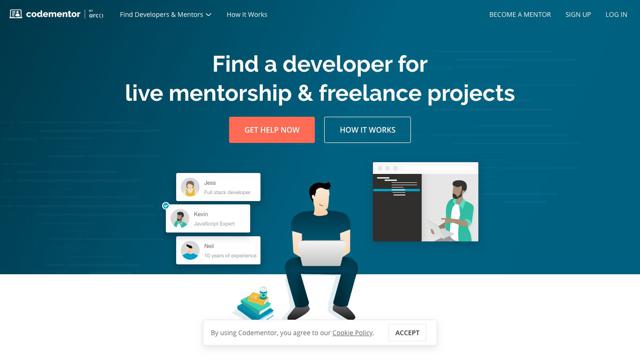 codementor BY arc()
Find Developers & Mentors
How It Works
BECOME A MENTOR
SIGN UP
LOG IN
Find a developer for
live mentorship & freelance projects
GET HELP NOW
HOW IT WORKS
Jess
Full stack developer
Kevin
JavaScript Expert
Neil
10 years of experience
By using Codementor, you agree to our Cookie Policy.
ACCEPT